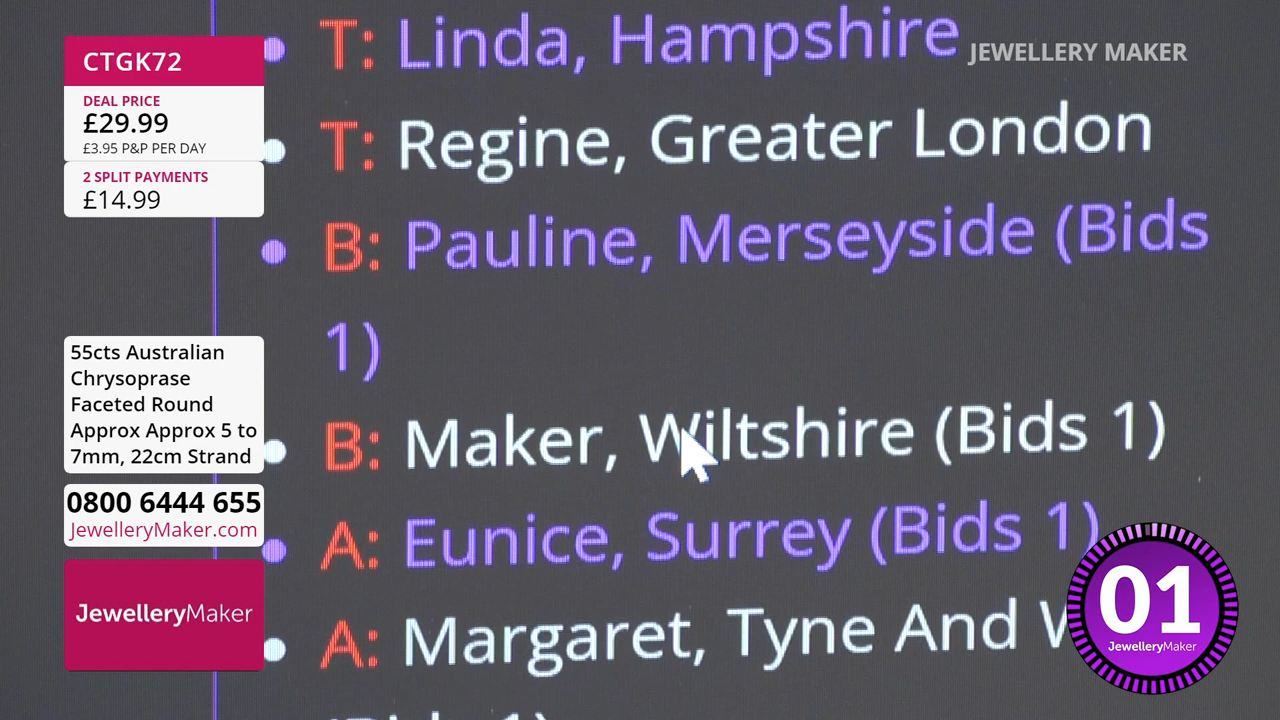 CTGK72
DEAL PRICE
£29.99
£3.95 P&P PER DAY
2 SPLIT PAYMENTS
£14.99
55cts Australian
Chrysoprase
Faceted Round
Approx Approx 5 to
7mm, 22cm Strand
0800 6444 655
JewelleryMaker.com
JewelleryMaker
JEWELLERY MAKER
T: Linda, Hampshire
T: Regine, Greater London
B: Pauline, Merseyside (Bids
1)
B: Maker, Wiltshire (Bids 1)
A: Eunice, Surrey (Bids 1)
A: Margaret, Tyne And
01
JewelleryMaker